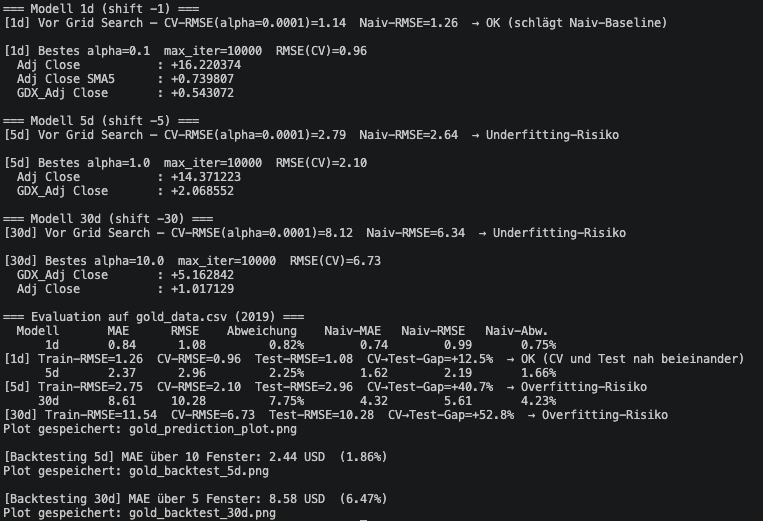 === Modell 1d (shift -1) ===
[1d] Vor Grid Search — CV-RMSE(alpha=0.0001)=1.14  Naiv-RMSE=1.26  → OK (schlägt Naiv-Baseline)
[1d] Bestes alpha=0.1  max_iter=10000  RMSE(CV)=0.96
  Adj Close            : +16.220374
  Adj Close SMA5       : +0.739807
  GDX_Adj Close        : +0.543072
=== Modell 5d (shift -5) ===
[5d] Vor Grid Search — CV-RMSE(alpha=0.0001)=2.79  Naiv-RMSE=2.64  → Underfitting-Risiko
[5d] Bestes alpha=1.0  max_iter=10000  RMSE(CV)=2.10
  Adj Close            : +14.371223
  GDX_Adj Close        : +2.068552
=== Modell 30d (shift -30) ===
[30d] Vor Grid Search — CV-RMSE(alpha=0.0001)=8.12  Naiv-RMSE=6.34  → Underfitting-Risiko
[30d] Bestes alpha=10.0  max_iter=10000  RMSE(CV)=6.73
  GDX_Adj Close        : +5.162842
  Adj Close            : +1.017129
=== Evaluation auf gold_data.csv (2019) ===
  Modell       MAE      RMSE    Abweichung    Naiv-MAE   Naiv-RMSE   Naiv-Abw.
      1d      0.84      1.08         0.82%        0.74        0.99       0.75%
[1d] Train-RMSE=1.26  CV-RMSE=0.96  Test-RMSE=1.08  CV→Test-Gap=+12.5%  → OK (CV und Test nah beieinander)
      5d      2.37      2.96         2.25%        1.62        2.19       1.66%
[5d] Train-RMSE=2.75  CV-RMSE=2.10  Test-RMSE=2.96  CV→Test-Gap=+40.7%  → Overfitting-Risiko
     30d      8.61     10.28         7.75%        4.32        5.61       4.23%
[30d] Train-RMSE=11.54  CV-RMSE=6.73  Test-RMSE=10.28  CV→Test-Gap=+52.8%  → Overfitting-Risiko
Plot gespeichert: gold_prediction_plot.png
[Backtesting 5d] MAE über 10 Fenster: 2.44 USD  (1.86%)
Plot gespeichert: gold_backtest_5d.png
[Backtesting 30d] MAE über 5 Fenster: 8.58 USD  (6.47%)
Plot gespeichert: gold_backtest_30d.png